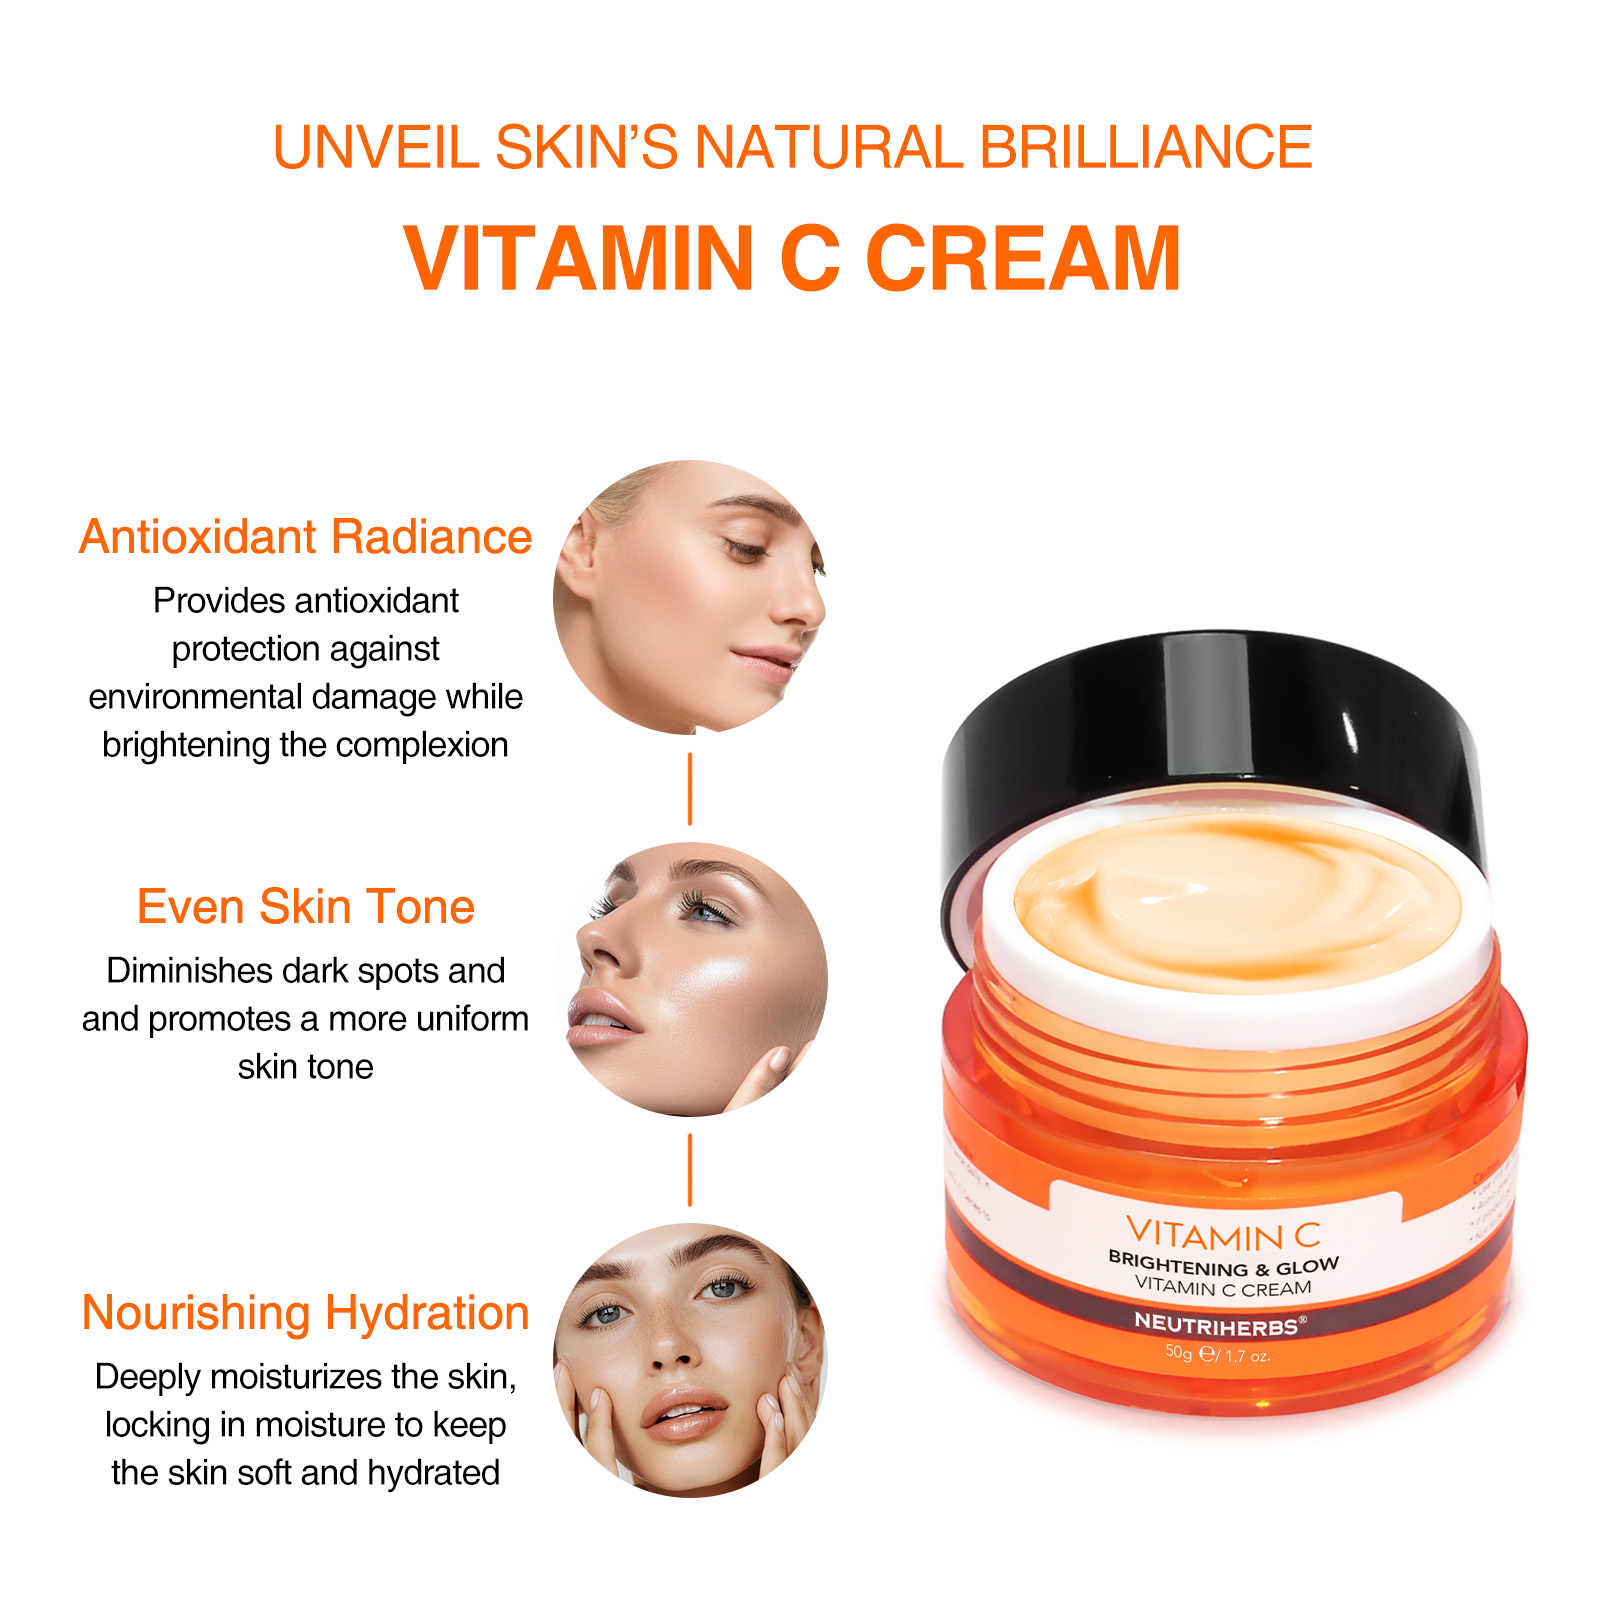 UNVEIL SKIN’S NATURAL BRILLIANCE
VITAMIN C CREAM
Antioxidant Radiance
Provides antioxidant
protection against
environmental damage while
brightening the complexion
Even Skin Tone
Diminishes dark spots and
and promotes a more uniform
skin tone
Nourishing Hydration
Deeply moisturizes the skin,
locking in moisture to keep
the skin soft and hydrated
VITAMIN C
BRIGHTENING & GLOW
VITAMIN C CREAM
NEUTRIHERBS®
50g ℮/ 1.7 oz.